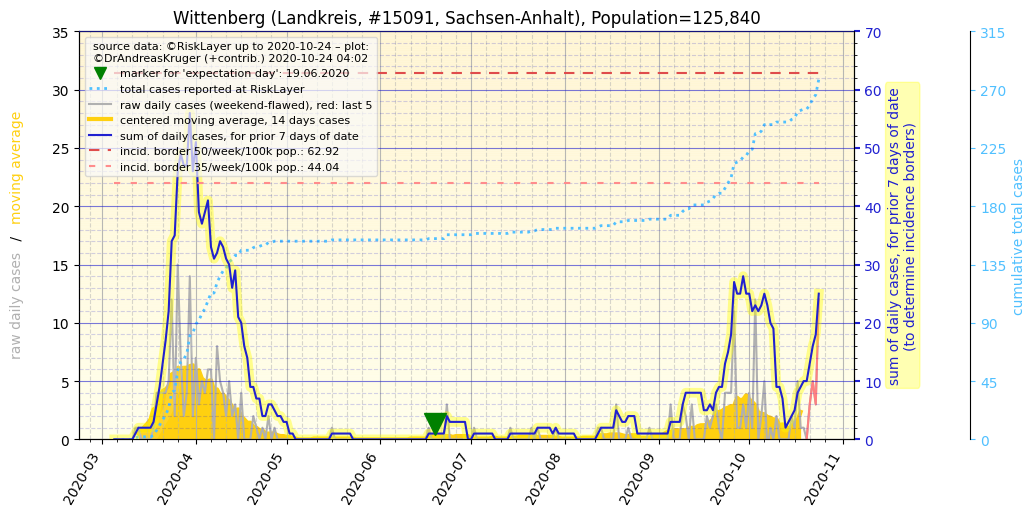 Wittenberg (Landkreis, #15091, Sachsen-Anhalt), Population=125,840
source data: ©RiskLayer up to 2020-10-24 – plot:
©DrAndreasKruger (+contrib.) 2020-10-24 04:02
marker for 'expectation day': 19.06.2020
total cases reported at RiskLayer
raw daily cases (weekend-flawed), red: last 5
centered moving average, 14 days cases
sum of daily cases, for prior 7 days of date
incid. border 50/week/100k pop.: 62.92
incid. border 35/week/100k pop.: 44.04
raw daily cases / moving average
35
30
25
20
15
10
5
0
70
60
50
40
30
20
10
0
sum of daily cases, for prior 7 days of date
(to determine incidence borders)
315
270
225
180
135
90
45
0
cumulative total cases
2020-03
2020-04
2020-05
2020-06
2020-07
2020-08
2020-09
2020-10
2020-11